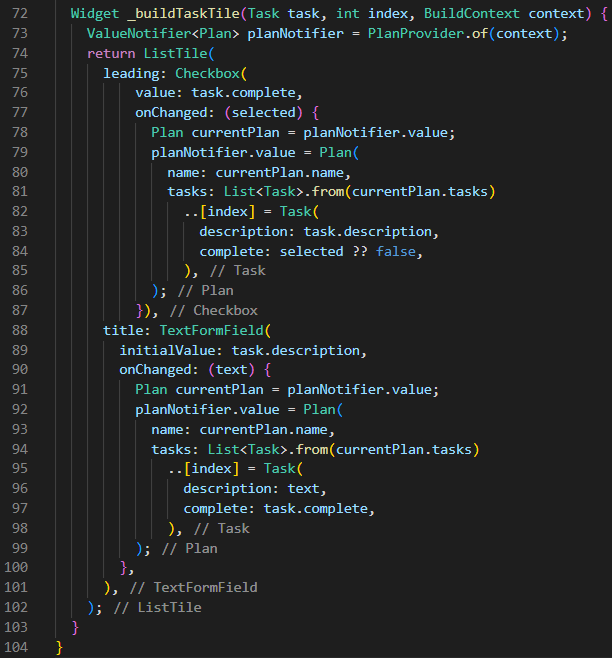 72 Widget _buildTaskTile(Task task, int index, BuildContext context) {
73 ValueNotifier<Plan> planNotifier = PlanProvider.of(context);
74 return ListTile(
75 leading: Checkbox(
76 value: task.complete,
77 onChanged: (selected) {
78 Plan currentPlan = planNotifier.value;
79 planNotifier.value = Plan(
80 name: currentPlan.name,
81 tasks: List<Task>.from(currentPlan.tasks)
82 ..[index] = Task(
83 description: task.description,
84 complete: selected ?? false,
85 ), // Task
86 ); // Plan
87 }), // Checkbox
88 title: TextFormField(
89 initialValue: task.description,
90 onChanged: (text) {
91 Plan currentPlan = planNotifier.value;
92 planNotifier.value = Plan(
93 name: currentPlan.name,
94 tasks: List<Task>.from(currentPlan.tasks)
95 ..[index] = Task(
96 description: text,
97 complete: task.complete,
98 ), // Task
99 ); // Plan
100 },
101 ), // TextFormField
102 ); // ListTile
103 }
104 }